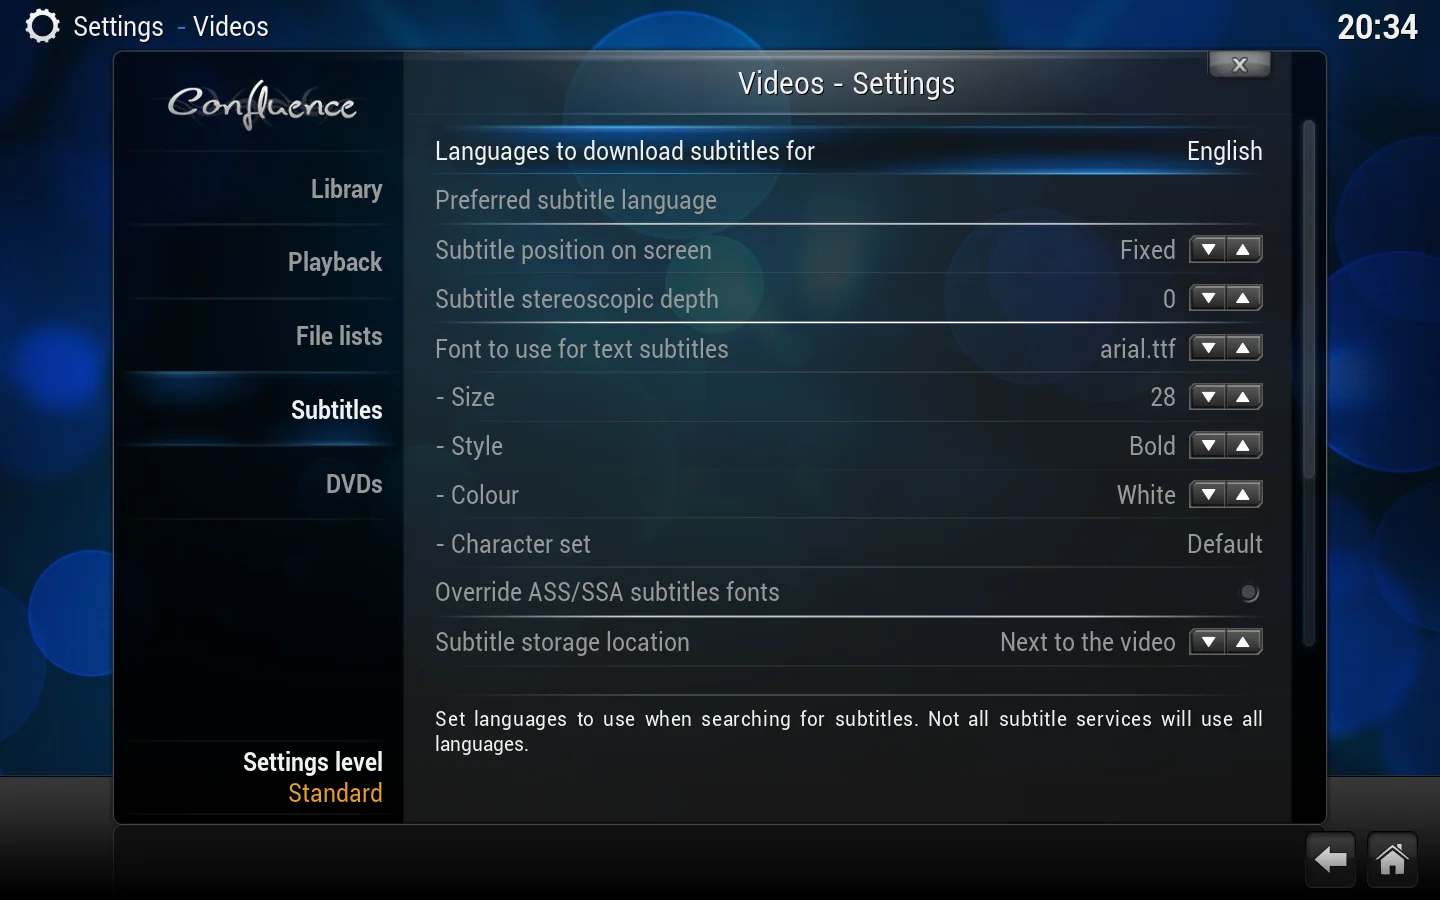 Settings - Videos
20:34
Confluence
Videos - Settings
X
Library
Playback
File lists
Subtitles
DVDs
Settings level
Standard
Languages to download subtitles for English
Preferred subtitle language
Subtitle position on screen Fixed
Subtitle stereoscopic depth 0
Font to use for text subtitles arial.ttf
- Size 28
- Style Bold
- Colour White
- Character set Default
Override ASS/SSA subtitles fonts
Subtitle storage location Next to the video
Set languages to use when searching for subtitles. Not all subtitle services will use all
languages.